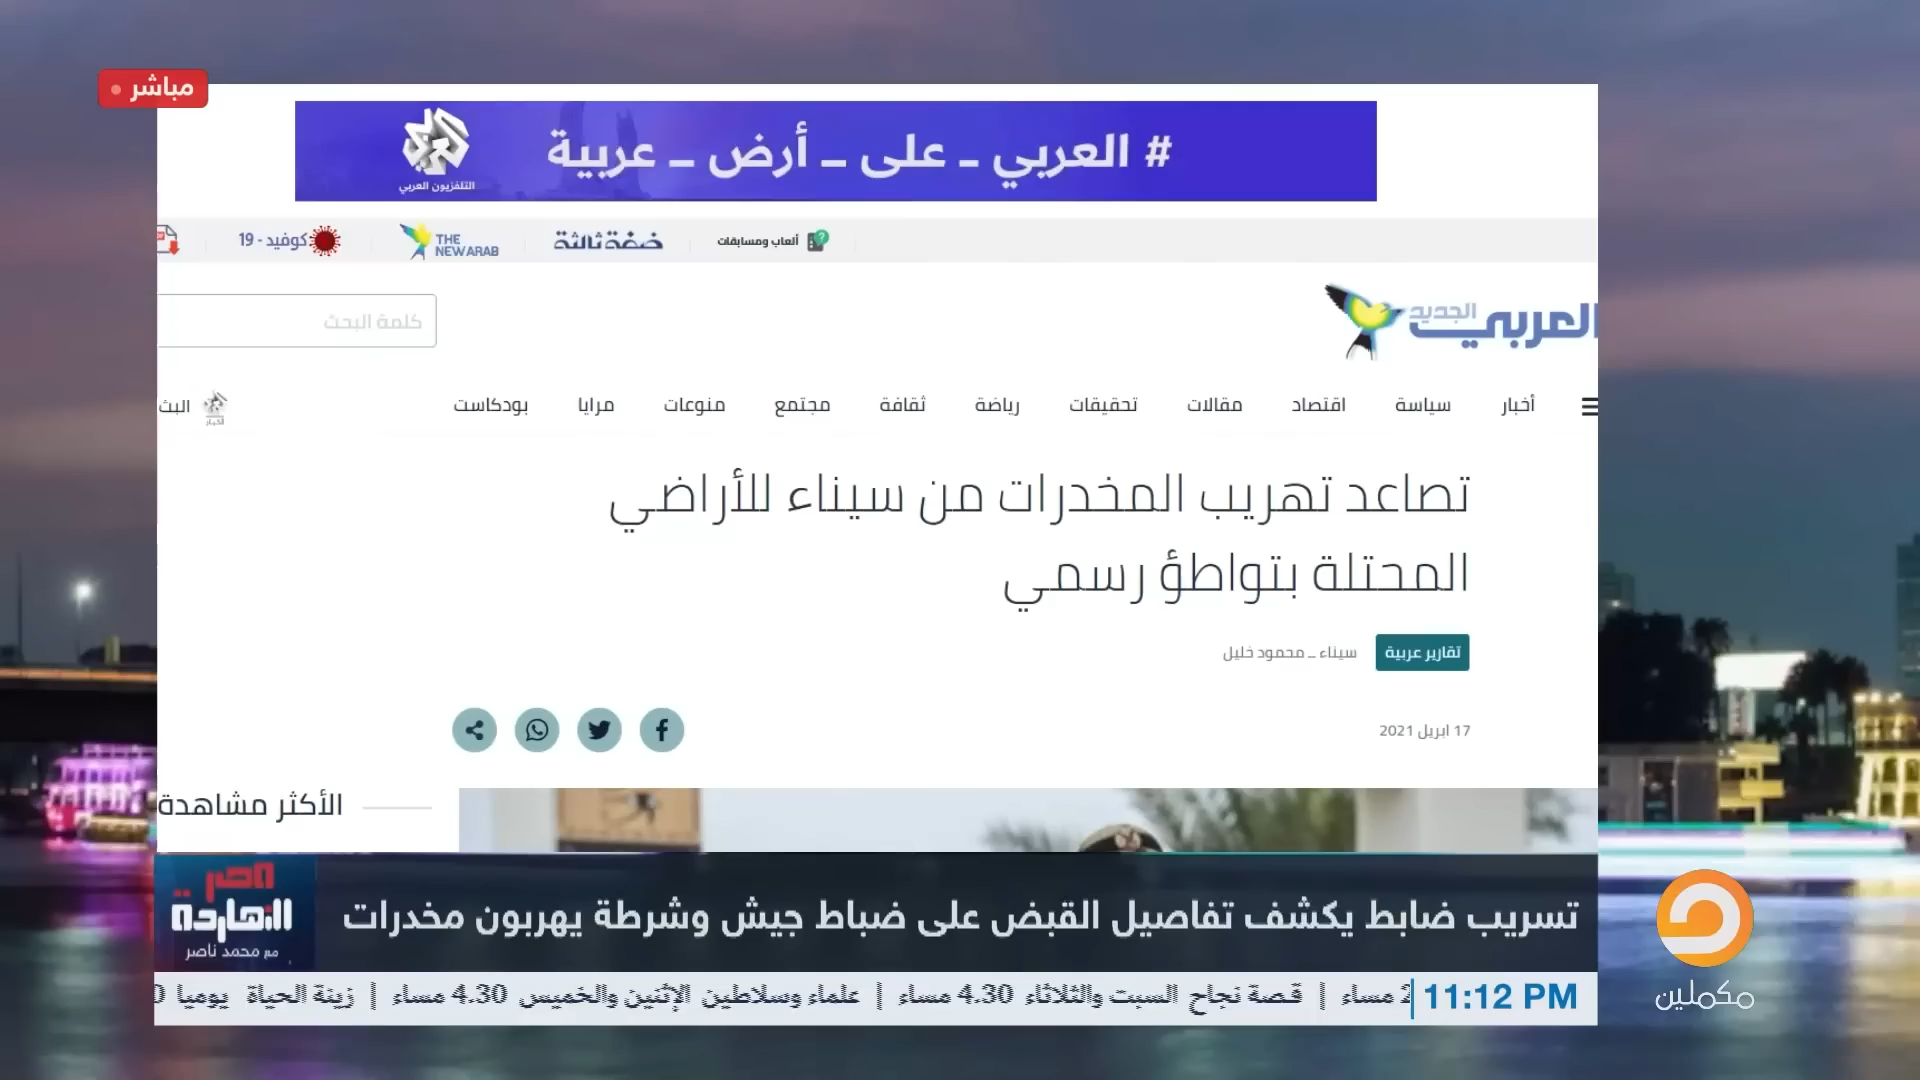 مباشر
# العربي ـ على ـ أرض ـ عربية
التلفزيون العربي
ألعاب ومسابقات
ضفة ثالثة
THE NEW ARAB
كوفيد - 19
العربي الجديد
كلمة البحث
أخبار
سياسة
اقتصاد
مقالات
تحقيقات
رياضة
ثقافة
مجتمع
منوعات
مرايا
بودكاست
البث
تصاعد تهريب المخدرات من سيناء للأراضي
المحتلة بتواطؤ رسمي
تقارير عربية
سيناء ـ محمود خليل
17 ابريل 2021
الأكثر مشاهدة
مصر
النهاردة
مع محمد ناصر
تسريب ضابط يكشف تفاصيل القبض على ضباط جيش وشرطة يهربون مخدرات
11:12 PM
مساء | قصة نجاح السبت والثلاثاء 4.30 مساء | علماء وسلاطين الإثنين والخميس 4.30 مساء | زينة الحياة يوميا
مكملين